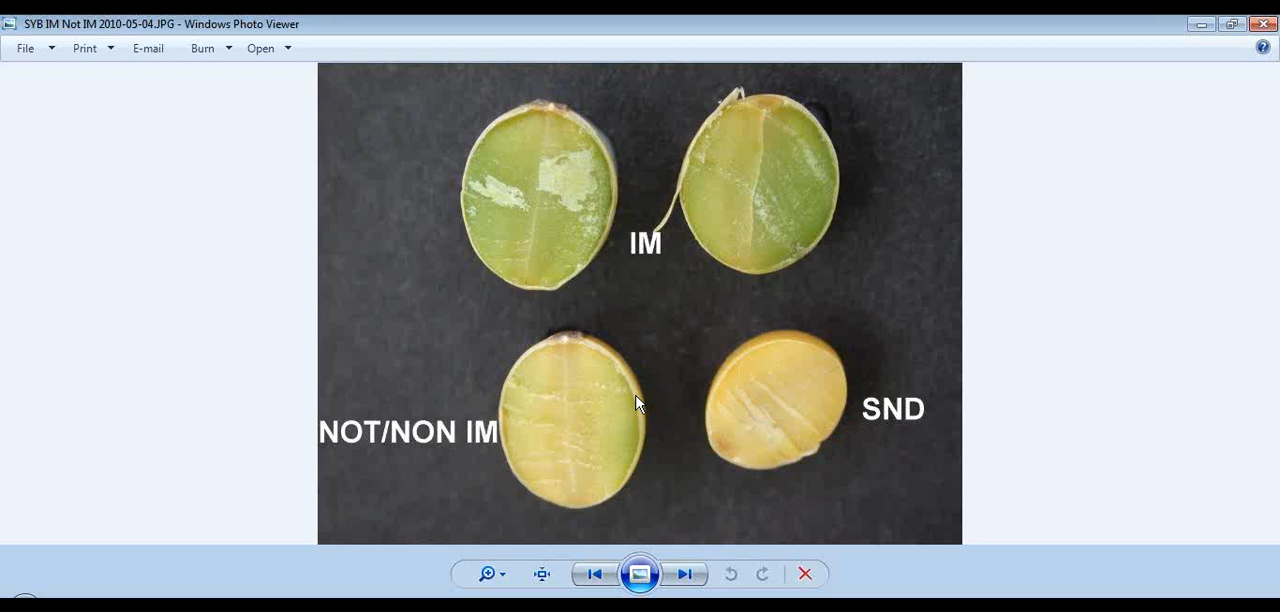 SYB IM Not IM 2010-05-04.JPG - Windows Photo Viewer
File Print E-mail Burn Open
IM
SND
NOT/NON IM